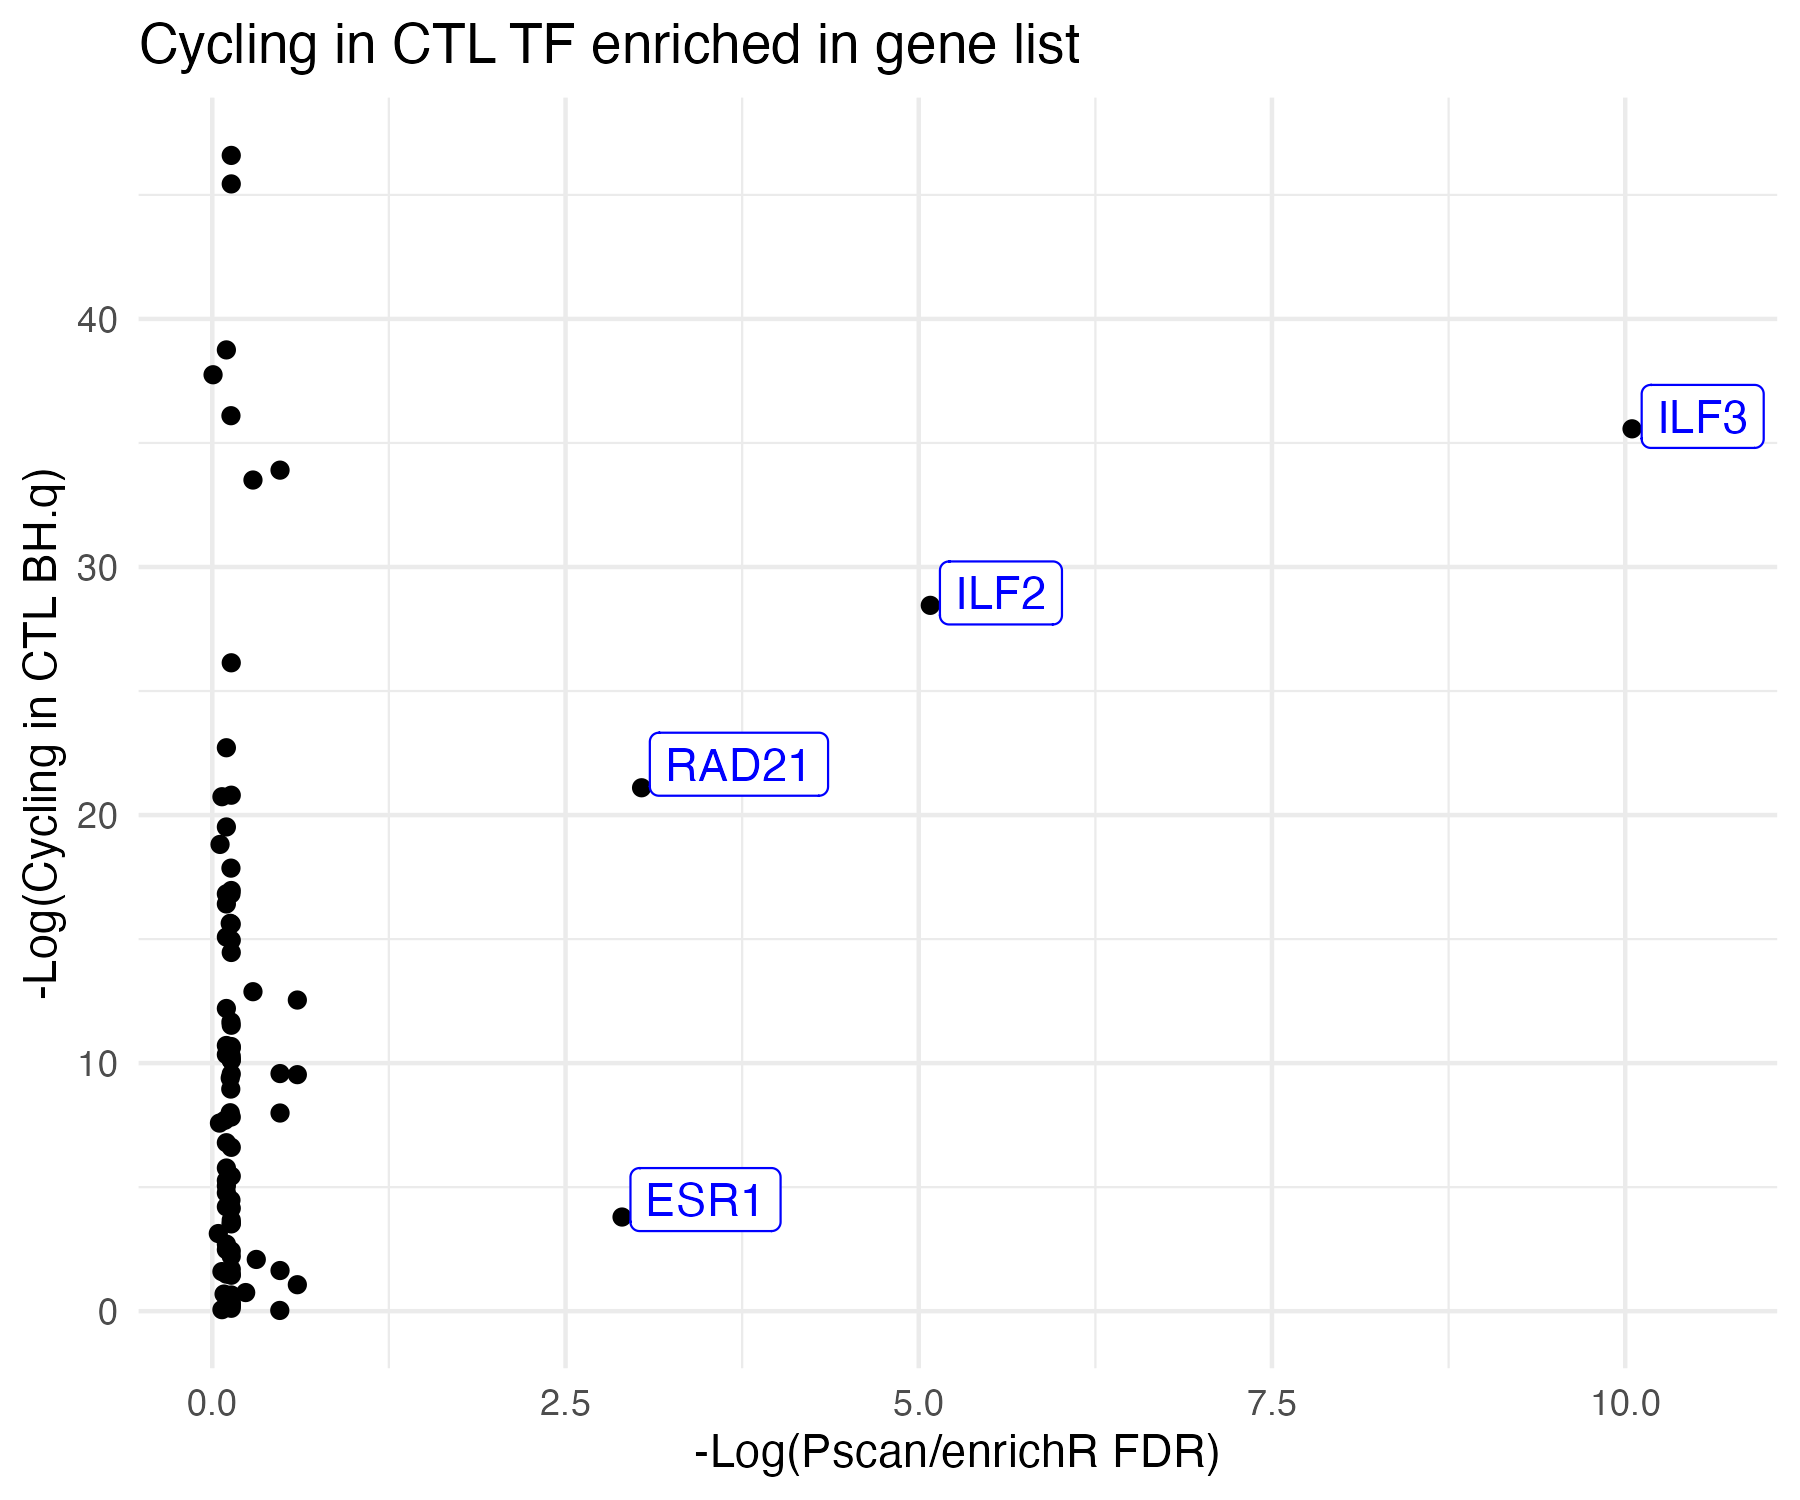 Cycling in CTL TF enriched in gene list
-Log(Cycling in CTL BH.q)
40
30
20
10
0
ILF3
ILF2
RAD21
ESR1
0.0 2.5 5.0 7.5 10.0
-Log(Pscan/enrichR FDR)